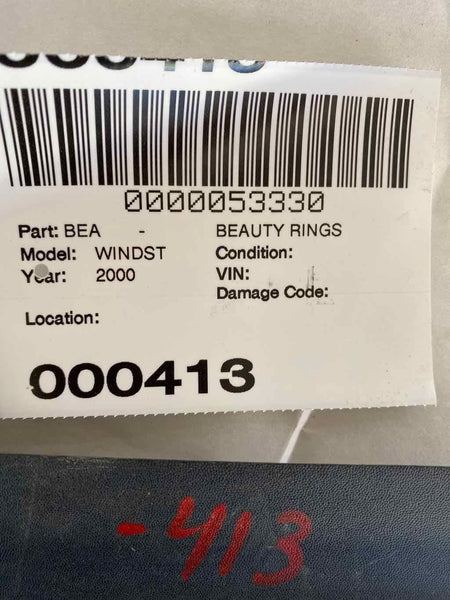 0000053330
Part: BEA - BEAUTY RINGS
Model: WINDST Condition:
Year: 2000 VIN:
Damage Code:
Location:
000413
-413